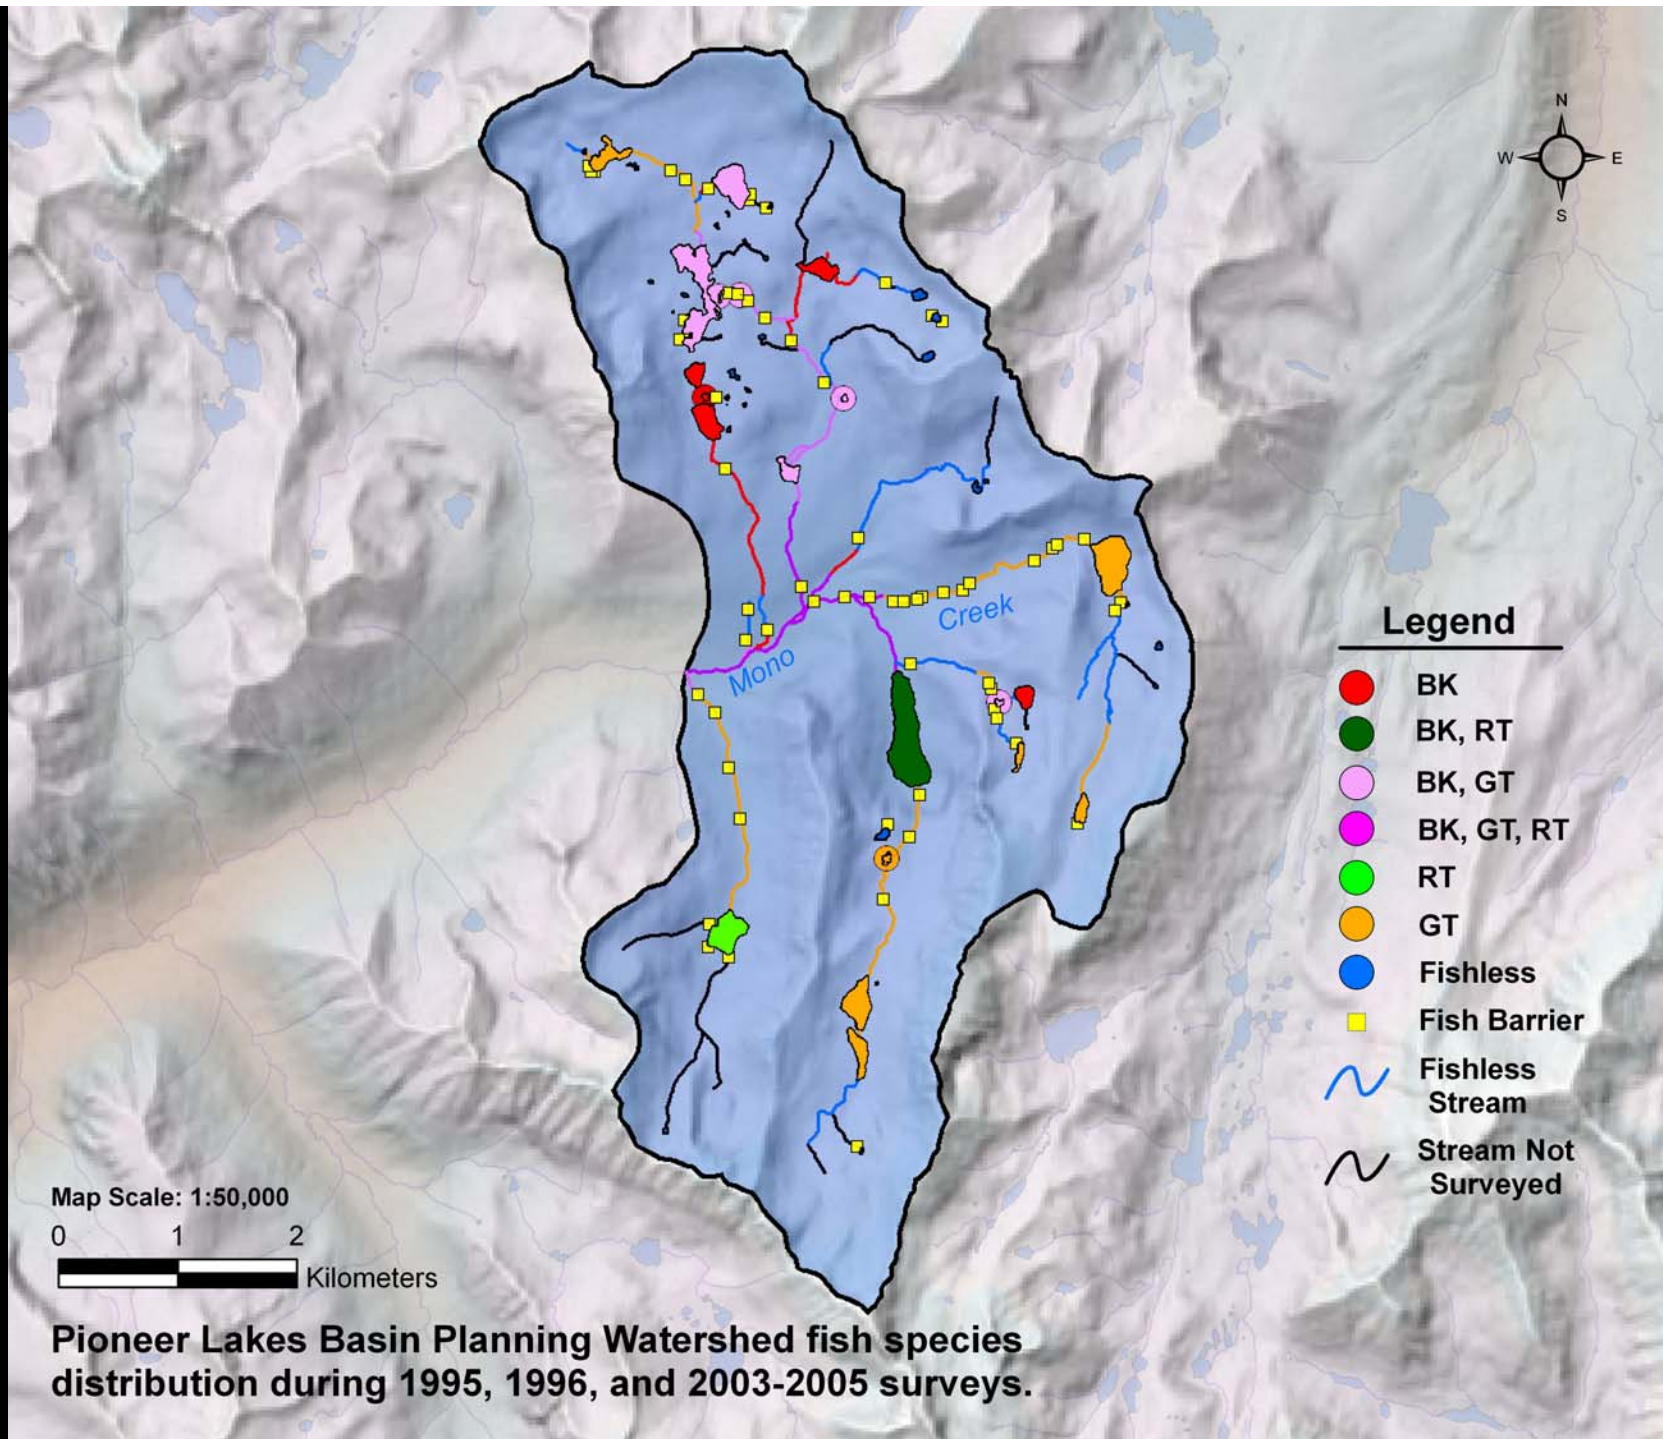 N
W E
S
Creek
Mono
Legend
BK
BK, RT
BK, GT
BK, GT, RT
RT
GT
Fishless
Fish Barrier
Fishless
Stream
Stream Not
Surveyed
Map Scale: 1:50,000
0 1 2
Kilometers
Pioneer Lakes Basin Planning Watershed fish species
distribution during 1995, 1996, and 2003-2005 surveys.